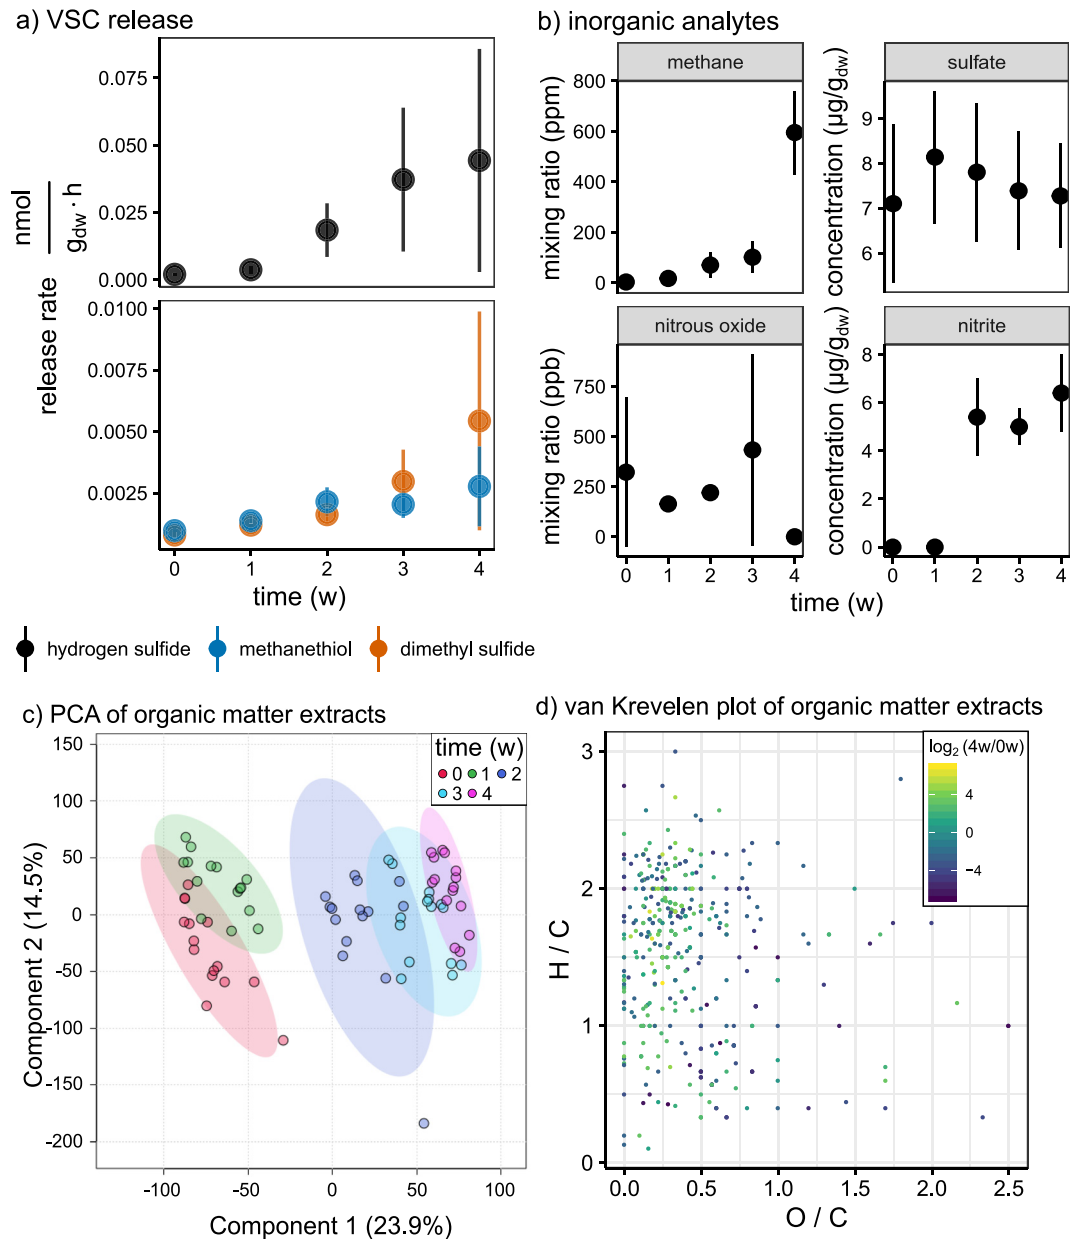 a) VSC release
nmol
g_dw · h
release rate
0.075
0.050
0.025
0.000
0.0100
0.0075
0.0050
0.0025
0 1 2 3 4
time (w)
hydrogen sulfide methanethiol dimethyl sulfide
b) inorganic analytes
methane
mixing ratio (ppm)
800
600
400
200
0
sulfate
concentration (µg/g_dw)
9
8
7
6
nitrous oxide
mixing ratio (ppb)
750
500
250
0
0 1 2 3 4
nitrite
concentration (µg/g_dw)
8
6
4
2
0
0 1 2 3 4
time (w)
c) PCA of organic matter extracts
time (w)
0 1 2
3 4
Component 2 (14.5%)
150
100
50
0
-50
-100
-150
-200
-100 -50 0 50 100
Component 1 (23.9%)
d) van Krevelen plot of organic matter extracts
log₂ (4w/0w)
4
0
−4
H / C
3
2
1
0
0.0 0.5 1.0 1.5 2.0 2.5
O / C